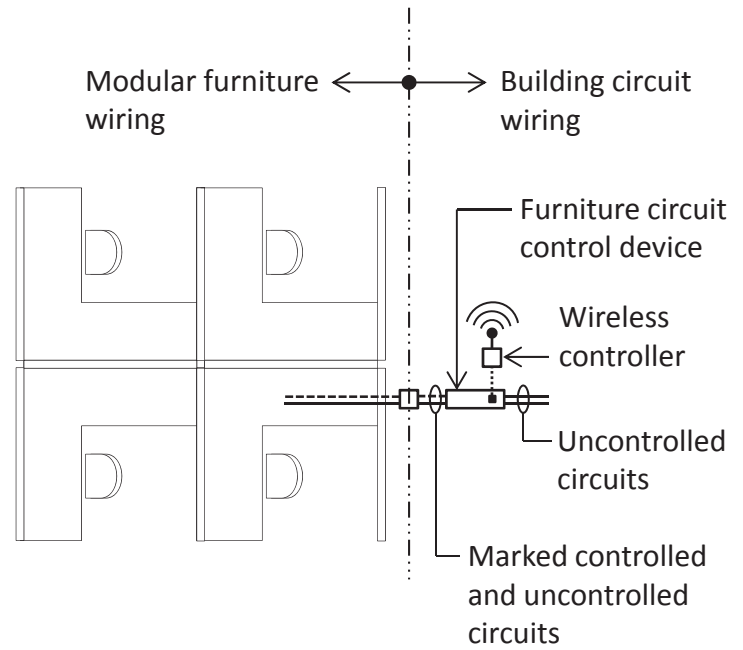 Modular furniture
wiring
Building circuit
wiring
Furniture circuit
control device
Wireless
controller
Uncontrolled
circuits
Marked controlled
and uncontrolled
circuits